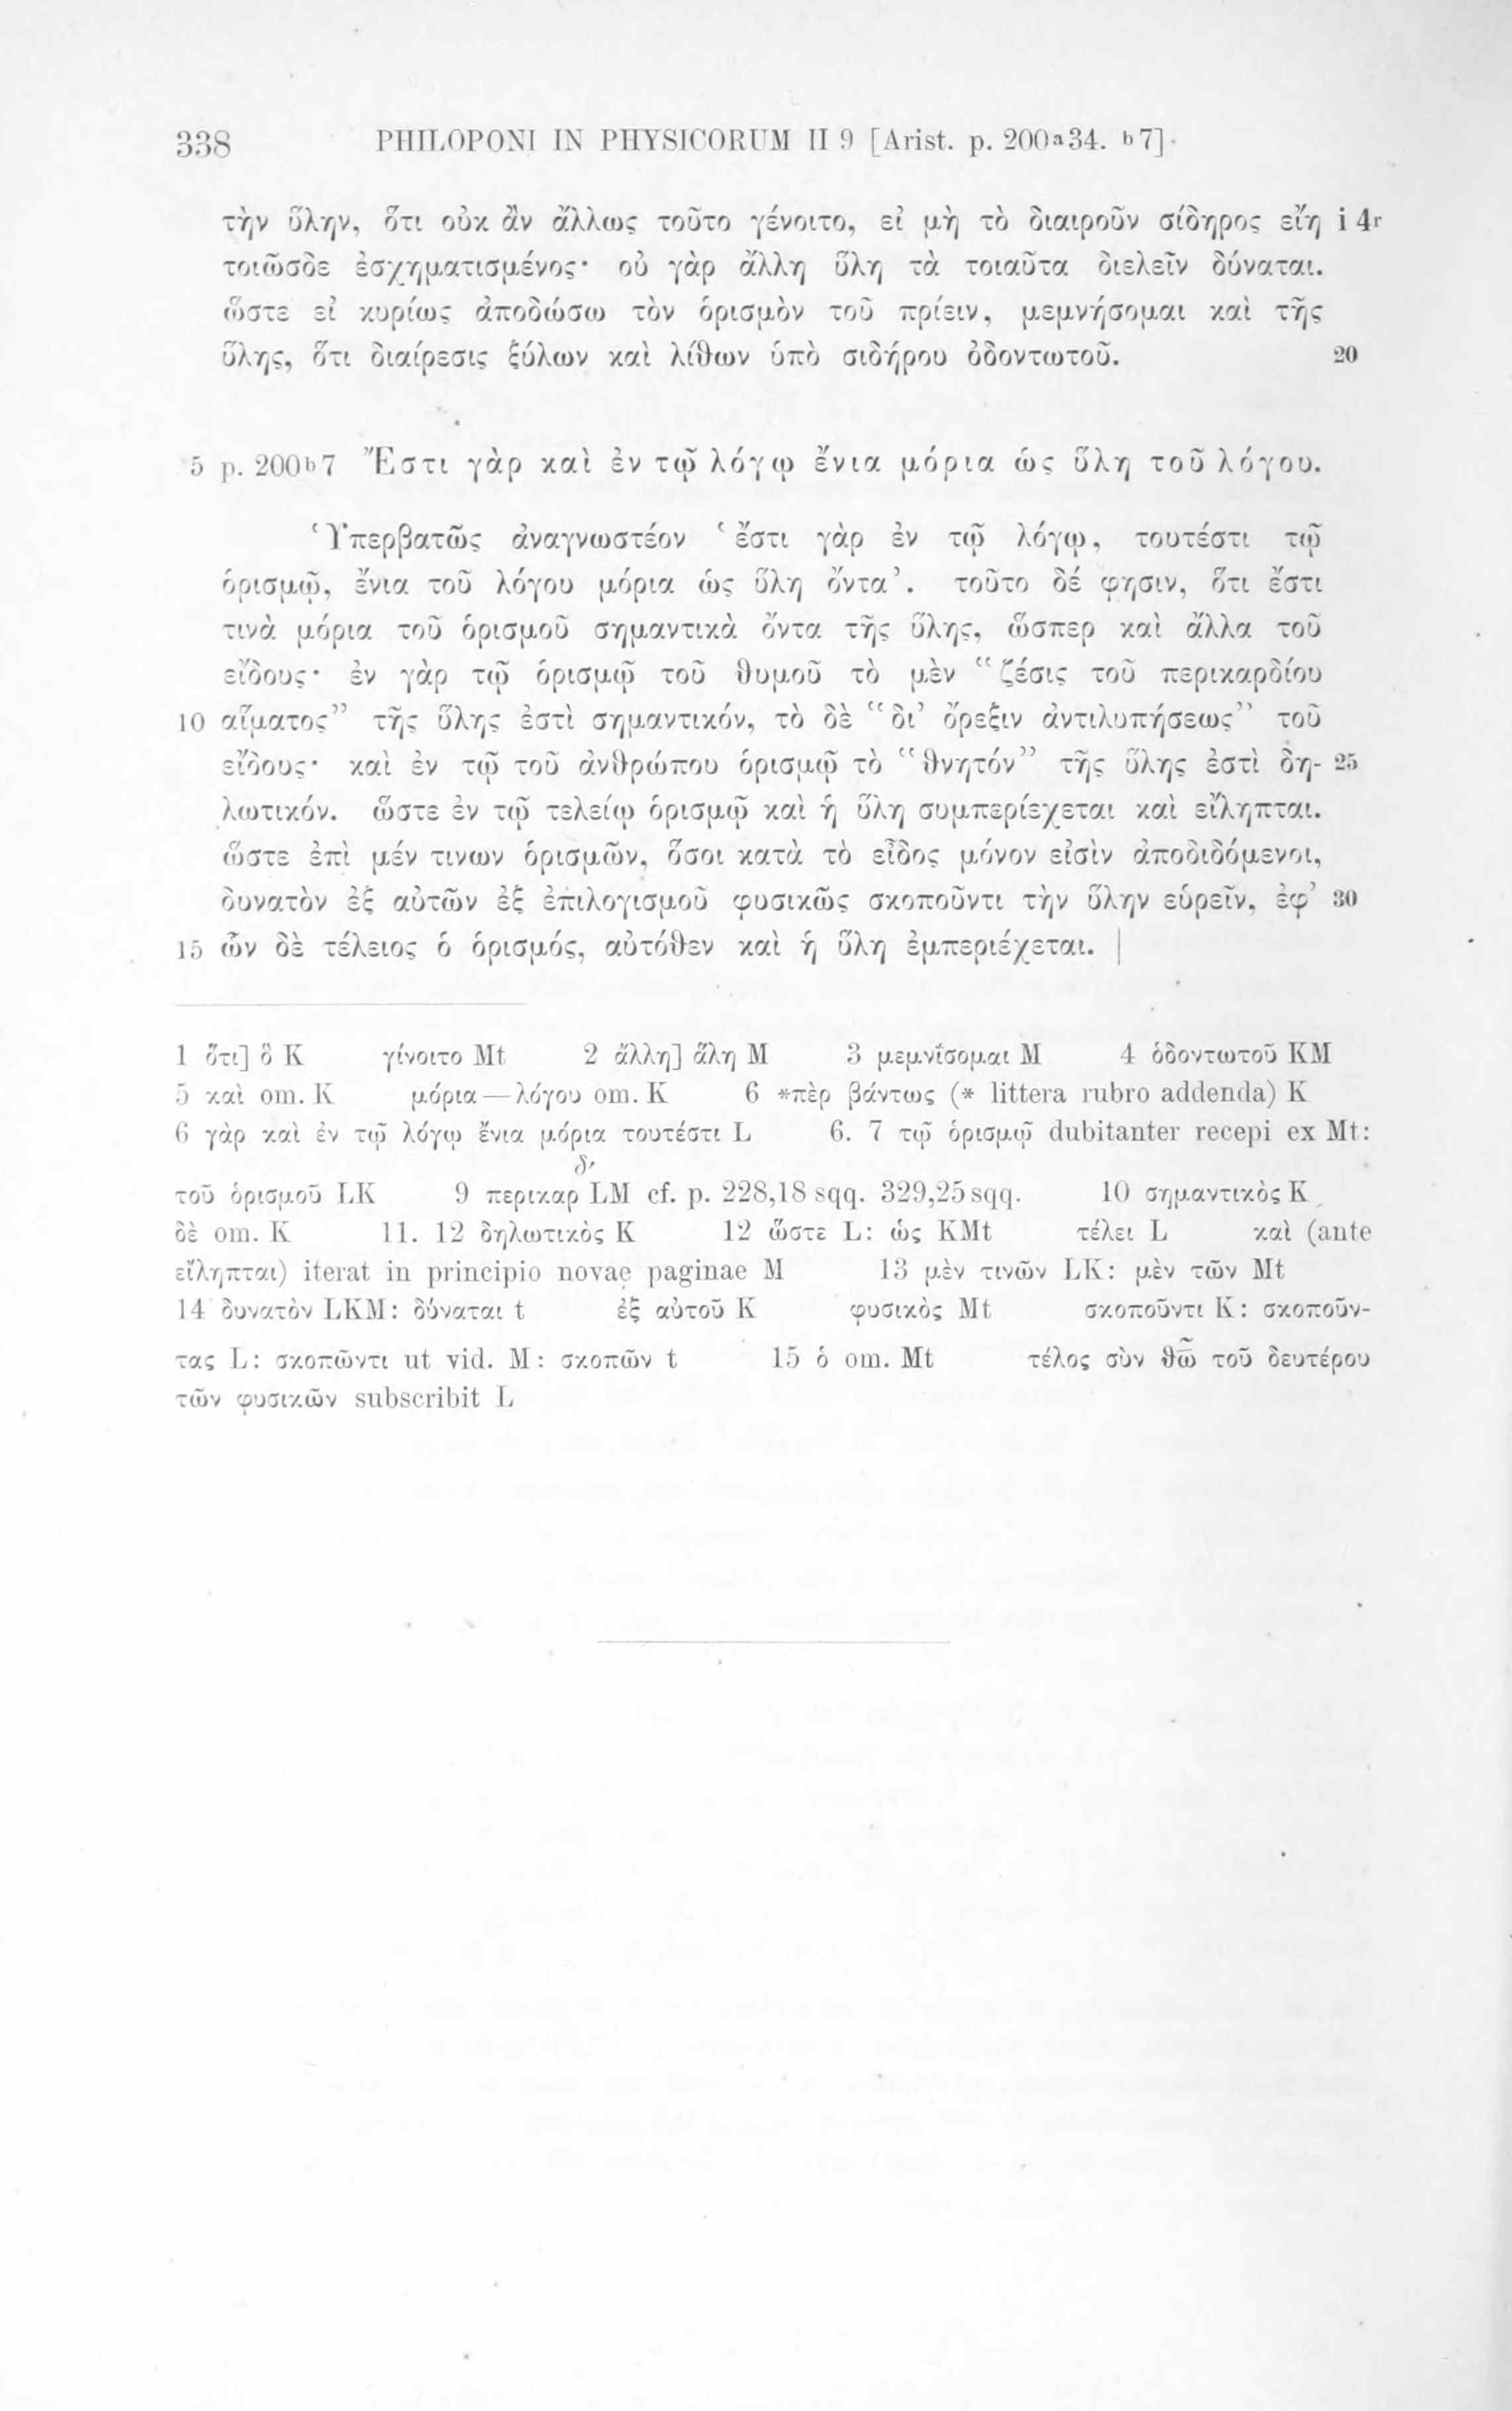 338 PHILOPONI IN PHYSICORUM II 9 [Arist. p. 200a34. b7]
τὴν ὕλην, ὅτι οὐκ ἂν ἄλλως τοῦτο γένοιτο, εἰ μὴ τὸ διαιροῦν σίδηρος εἴη i 4r
τοιῶσδε ἐσχηματισμένος· οὐ γὰρ ἄλλη ὕλη τὰ τοιαῦτα διελεῖν δύναται.
ὥστε εἰ κυρίως ἀποδώσω τὸν ὁρισμὸν τοῦ πρίειν, μεμνήσομαι καὶ τῆς
ὕλης, ὅτι διαίρεσις ξύλων καὶ λίθων ὑπὸ σιδήρου ὀδοντωτοῦ. 20
5 p. 200b7 Ἔστι γὰρ καὶ ἐν τῷ λόγῳ ἔνια μόρια ὡς ὕλη τοῦ λόγου.
Ὑπερβατῶς ἀναγνωστέον ‘ἔστι γὰρ ἐν τῷ λόγῳ, τουτέστι τῷ
ὁρισμῷ, ἔνια τοῦ λόγου μόρια ὡς ὕλη ὄντα’. τοῦτο δέ φησιν, ὅτι ἔστι
τινὰ μόρια τοῦ ὁρισμοῦ σημαντικὰ ὄντα τῆς ὕλης, ὥσπερ καὶ ἄλλα τοῦ
εἴδους· ἐν γὰρ τῷ ὁρισμῷ τοῦ θυμοῦ τὸ μὲν “ζέσις τοῦ περικαρδίου
10 αἵματος” τῆς ὕλης ἐστὶ σημαντικόν, τὸ δὲ “δι’ ὄρεξιν ἀντιλυπήσεως” τοῦ
εἴδους· καὶ ἐν τῷ τοῦ ἀνθρώπου ὁρισμῷ τὸ “θνητόν” τῆς ὕλης ἐστὶ δη- 25
λωτικόν. ὥστε ἐν τῷ τελείῳ ὁρισμῷ καὶ ἡ ὕλη συμπεριέχεται καὶ εἴληπται.
ὥστε ἐπὶ μέν τινων ὁρισμῶν, ὅσοι κατὰ τὸ εἶδος μόνον εἰσὶν ἀποδιδόμενοι,
δυνατὸν ἐξ αὐτῶν ἐξ ἐπιλογισμοῦ φυσικῶς σκοποῦντι τὴν ὕλην εὑρεῖν, ἐφ’ 30
15 ὧν δὲ τέλειος ὁ ὁρισμός, αὐτόθεν καὶ ἡ ὕλη ἐμπεριέχεται. |
1 ὅτι] ὃ K γίνοιτο Mt 2 ἄλλη] ἅλη M 3 μεμνΐσομαι M 4 ὁδοντωτοῦ KM
5 καὶ om. K μόρια — λόγου om. K 6 *πὲρ βάντως (* littera rubro addenda) K
6 γὰρ καὶ ἐν τῷ λόγῳ ἔνια μόρια τουτέστι L 6. 7 τῷ ὁρισμῷ dubitanter recepi ex Mt:
τοῦ ὁρισμοῦ LK 9 περικαρδ´ LM cf. p. 228,18 sqq. 329,25 sqq. 10 σημαντικὸς K
δὲ om. K 11. 12 δηλωτικὸς K 12 ὥστε L: ὡς KMt τέλει L καὶ (ante
εἴληπται) iterat in principio novae paginae M 13 μὲν τινῶν LK: μὲν τῶν Mt
14 δυνατὸν LKM: δύναται t ἐξ αὐτοῦ K φυσικὸς Mt σκοποῦντι K: σκοποῦν-
τας L: σκοπῶντι ut vid. M: σκοπῶν t 15 ὁ om. Mt τέλος σὺν θῶ̃ τοῦ δευτέρου
τῶν φυσικῶν subscribit L